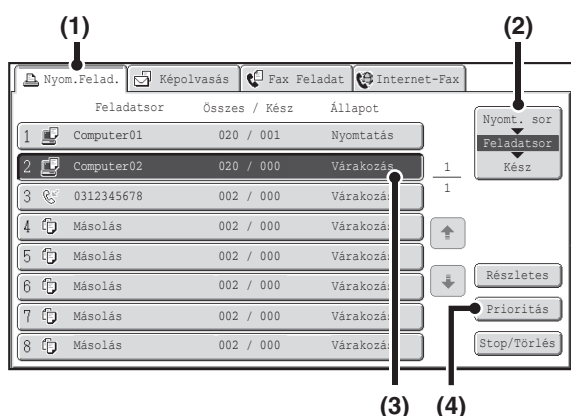 (1) (2)
Nyom.Felad. Képolvasás Fax Feladat Internet-Fax
Feladatsor Összes / Kész Állapot
Nyomt. sor
Feladatsor
Kész
1 Computer01 020 / 001 Nyomtatás
2 Computer02 020 / 000 Várakozás
3 0312345678 002 / 000 Várakozás
4 Másolás 002 / 000 Várakozás
5 Másolás 002 / 000 Várakozás
6 Másolás 002 / 000 Várakozás
7 Másolás 002 / 000 Várakozás
8 Másolás 002 / 000 Várakozás
1
1
Részletes
Prioritás
Stop/Törlés
(3) (4)